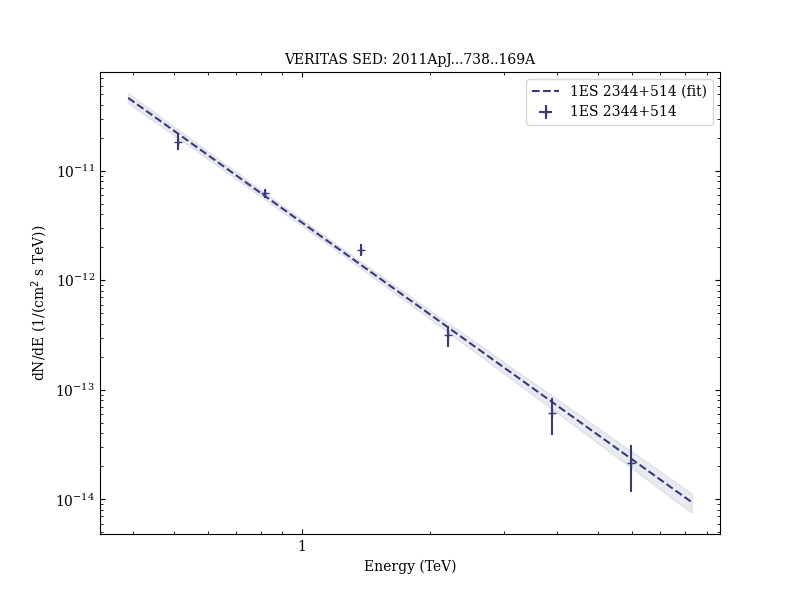 VERITAS SED: 2011ApJ...738..169A
1ES 2344+514 (fit)
1ES 2344+514
dN/dE (1/(cm² s TeV))
10⁻¹¹
10⁻¹²
10⁻¹³
10⁻¹⁴
1
Energy (TeV)